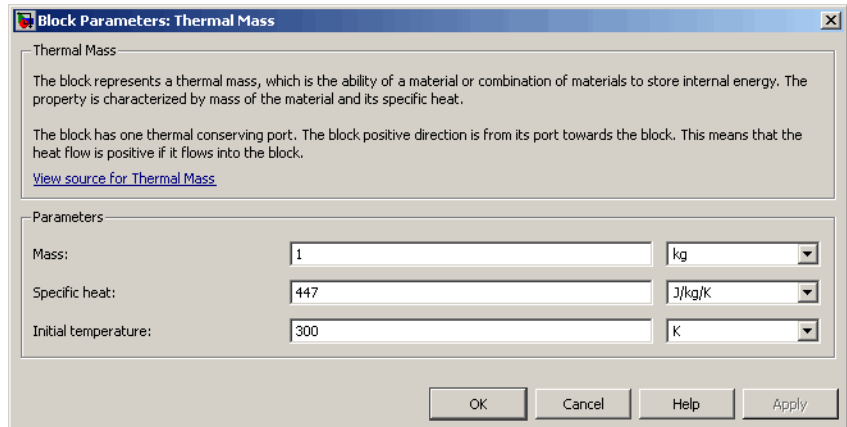 Block Parameters: Thermal Mass
Thermal Mass
The block represents a thermal mass, which is the ability of a material or combination of materials to store internal energy. The
property is characterized by mass of the material and its specific heat.
The block has one thermal conserving port. The block positive direction is from its port towards the block. This means that the
heat flow is positive if it flows into the block.
View source for Thermal Mass
Parameters
Mass: 1 kg
Specific heat: 447 J/kg/K
Initial temperature: 300 K
OK Cancel Help Apply